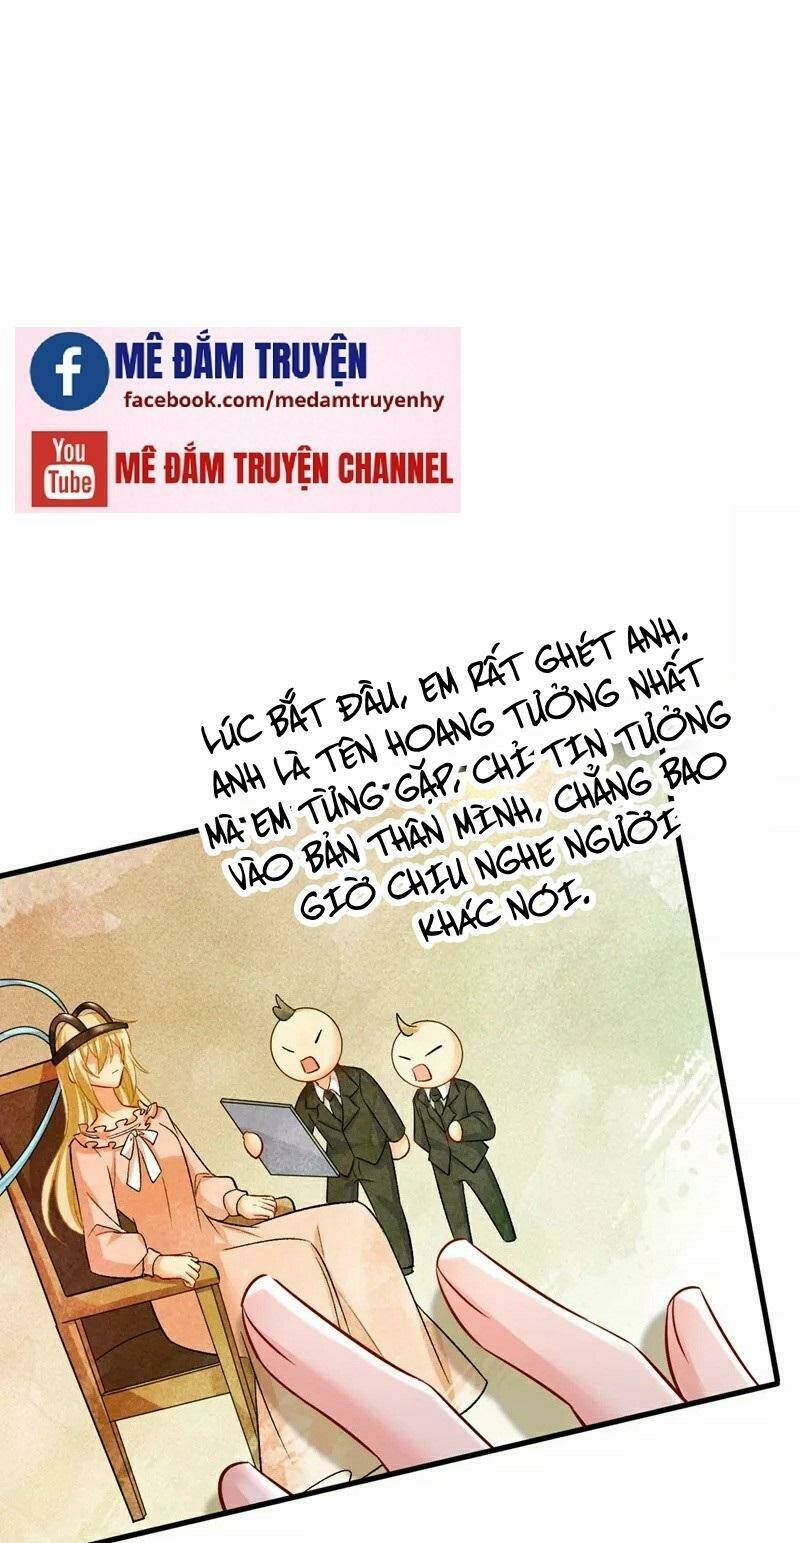 MÊ ĐẮM TRUYỆN
facebook.com/medamtruyenhy
You
Tube
MÊ ĐẮM TRUYỆN CHANNEL
LÚC BẮT ĐẦU, EM RẤT GHÉT ANH.
ANH LÀ TÊN HOANG TƯỞNG NHẤT
MÀ EM TỪNG GẶP, CHỈ TIN TƯỞNG
VÀO BẢN THÂN MÌNH, CHẲNG BAO
GIỜ CHỊU NGHE NGƯỜI
KHÁC NÓI.